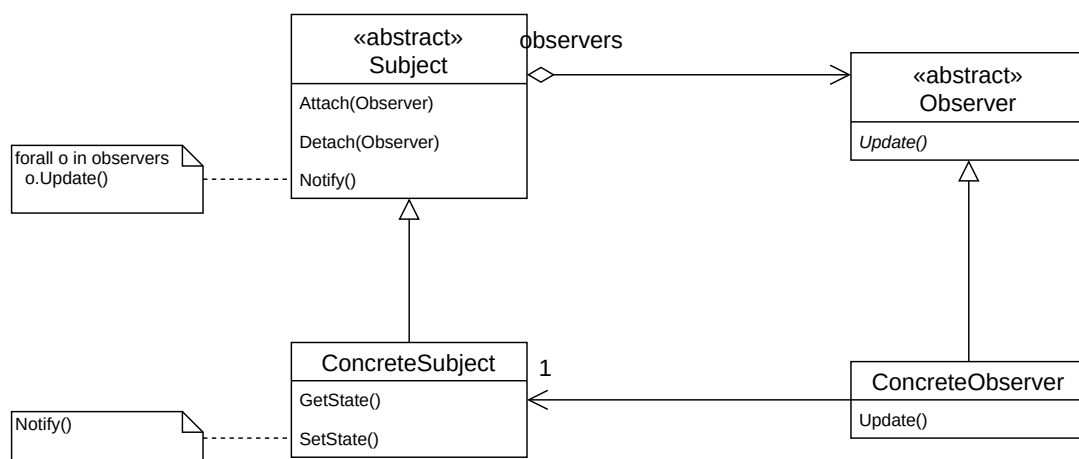 «abstract»
Subject
observers
Attach(Observer)
Detach(Observer)
Notify()
«abstract»
Observer
Update()
forall o in observers
o.Update()
ConcreteSubject
1
GetState()
SetState()
ConcreteObserver
Update()
Notify()